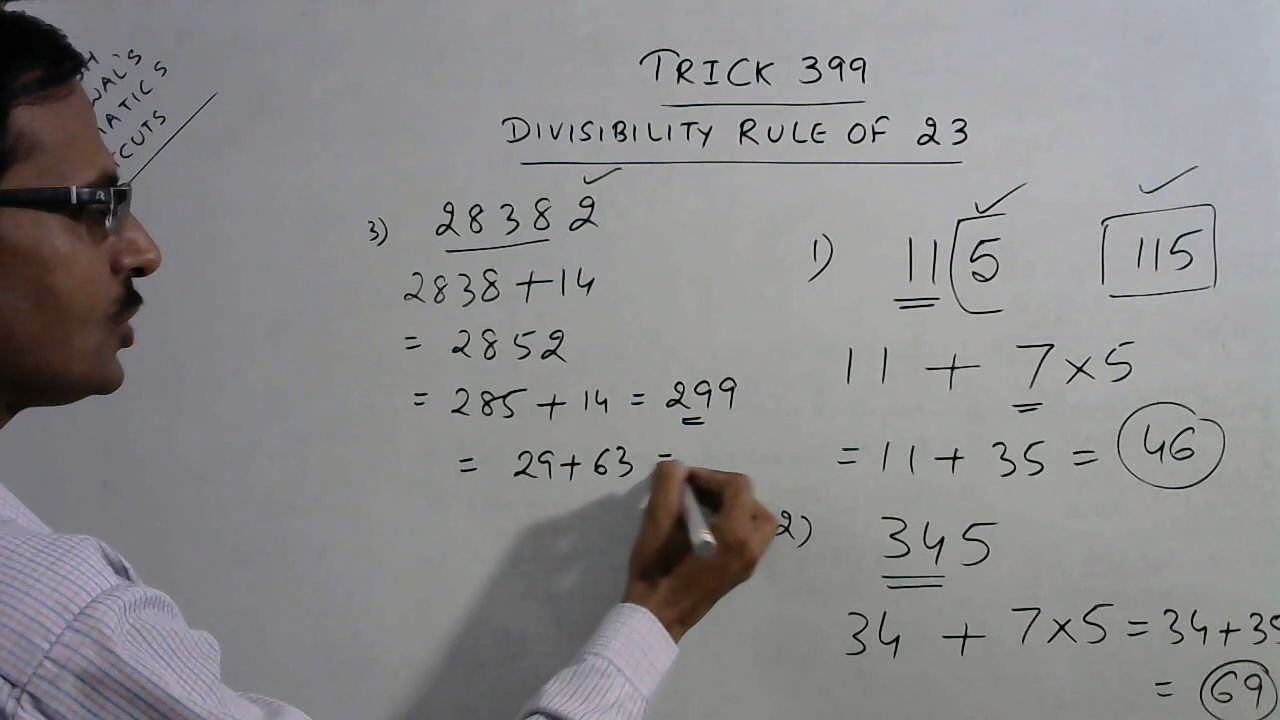 TRICK 399
DIVISIBILITY RULE OF 23
3) 28382
2838+14
= 2852
= 285+14 = 299
= 29+63 =
1) 115 115
11 + 7×5
= 11+ 35 = 46
2) 345
34 + 7×5 = 34+35
= 69